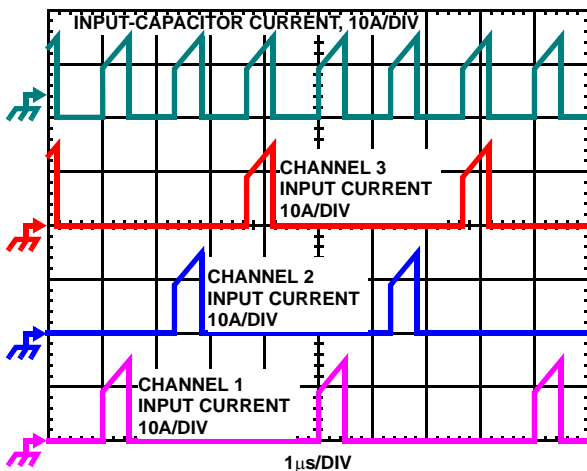 INPUT-CAPACITOR CURRENT, 10A/DIV
CHANNEL 3
INPUT CURRENT
10A/DIV
CHANNEL 2
INPUT CURRENT
10A/DIV
CHANNEL 1
INPUT CURRENT
10A/DIV
1μs/DIV